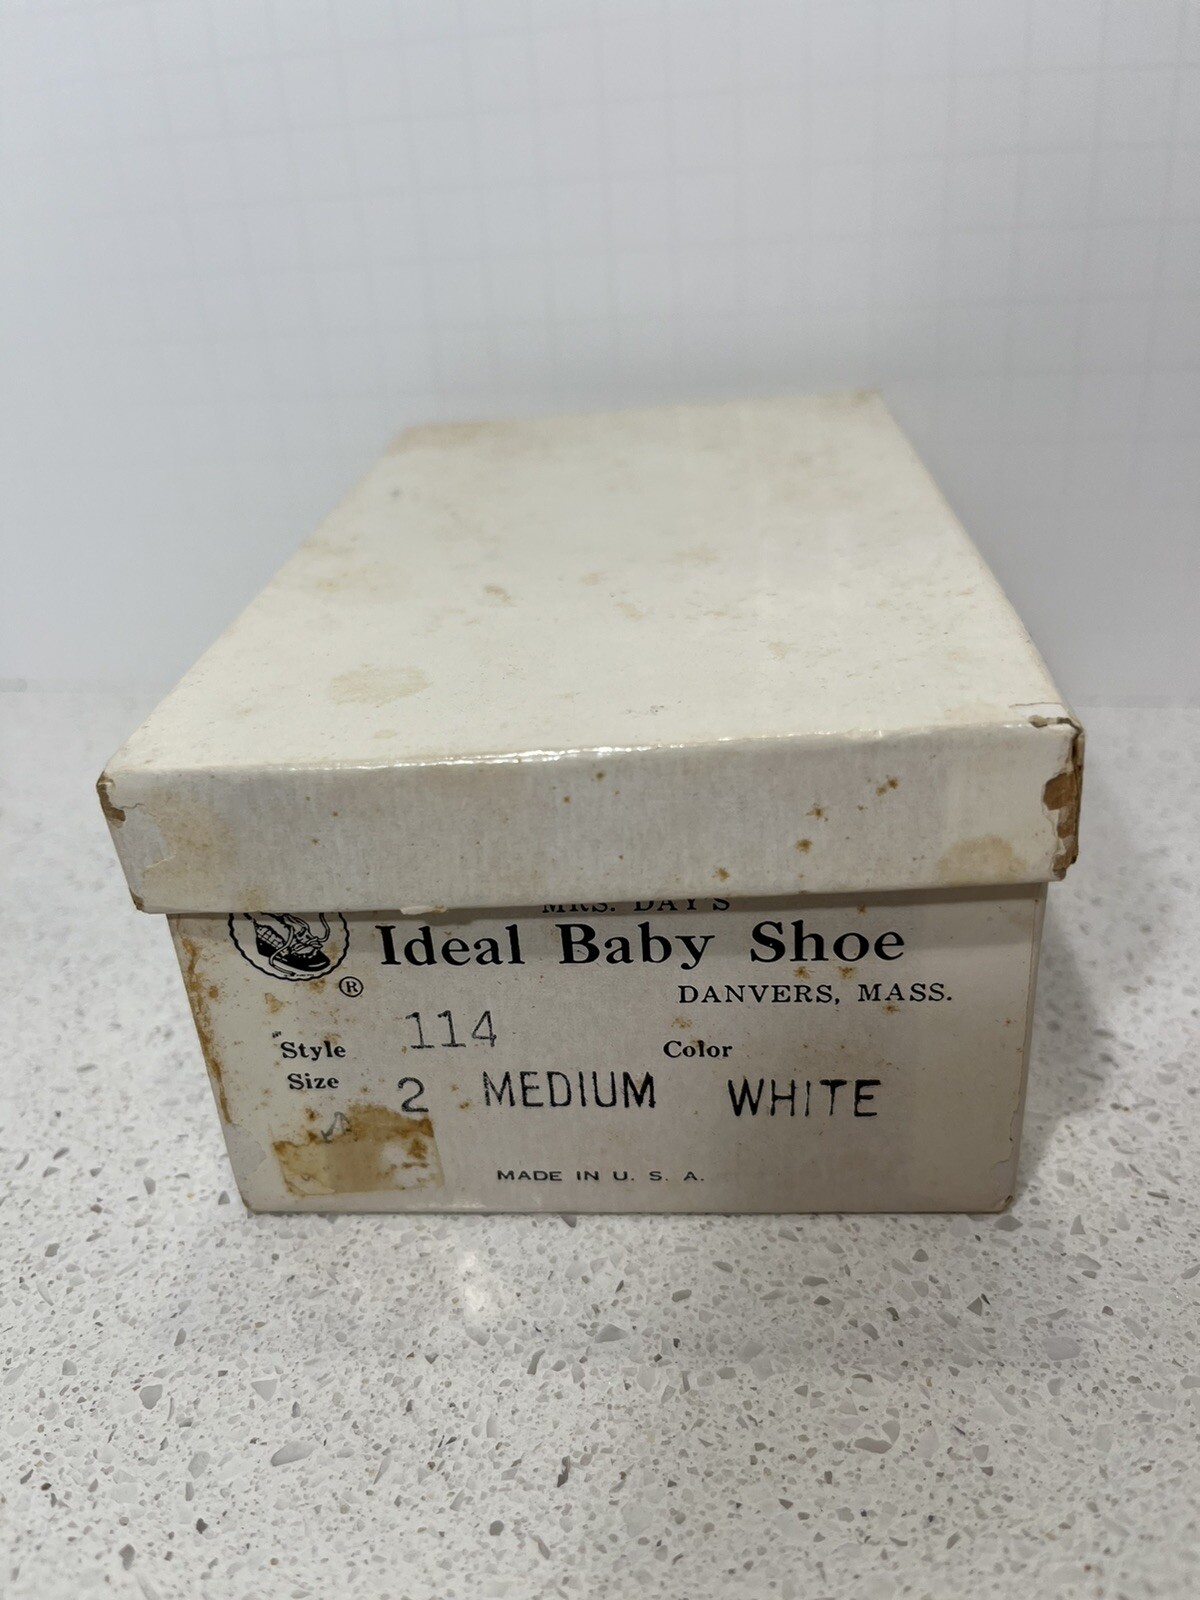 MRS. DAY'S
Ideal Baby Shoe
®
DANVERS, MASS.
Style 114 Color
Size 2 MEDIUM WHITE
MADE IN U. S. A.